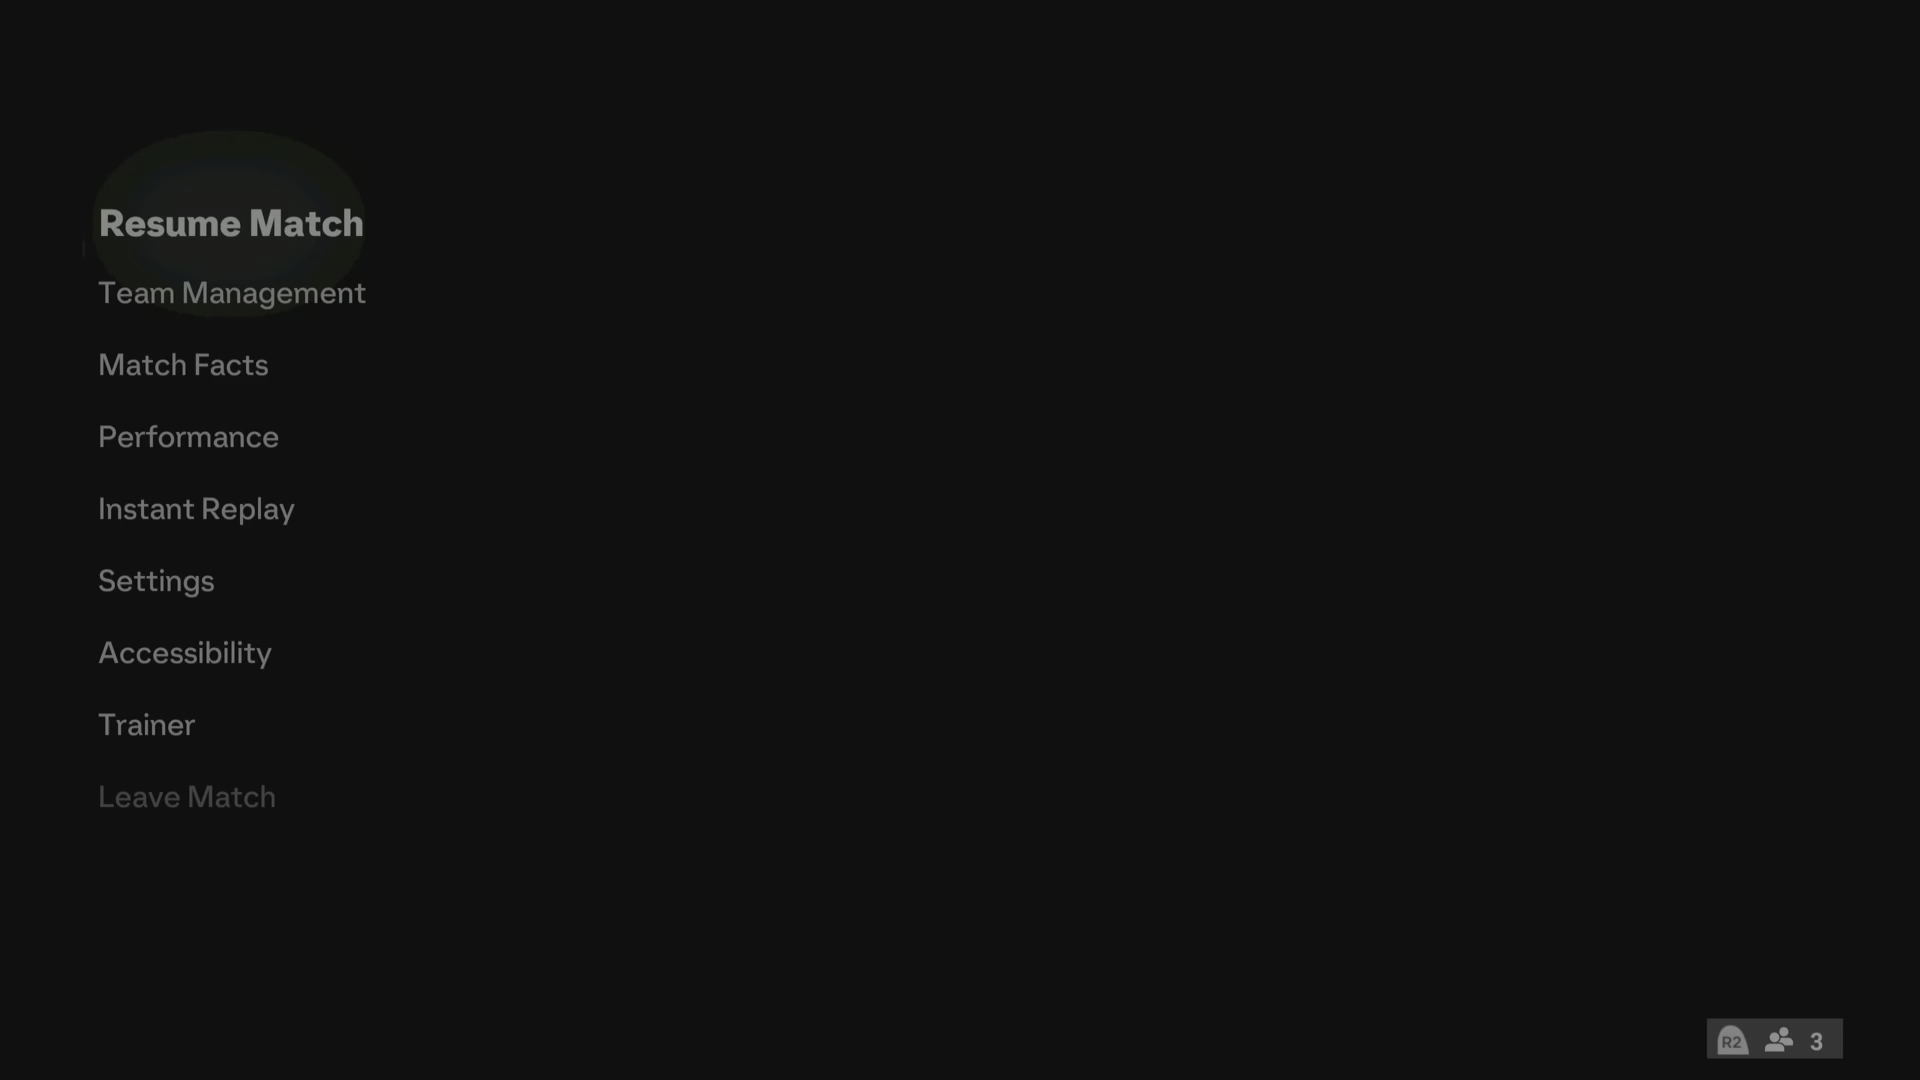 Resume Match
Team Management
Match Facts
Performance
Instant Replay
Settings
Accessibility
Trainer
Leave Match
R2 3